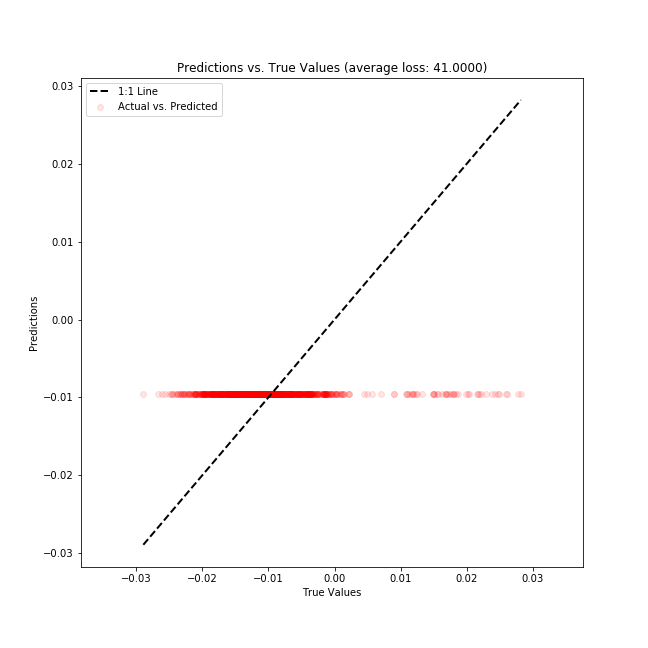 Predictions vs. True Values (average loss: 41.0000)
1:1 Line
Actual vs. Predicted
0.03
0.02
0.01
0.00
−0.01
−0.02
−0.03
Predictions
−0.03 −0.02 −0.01 0.00 0.01 0.02 0.03
True Values